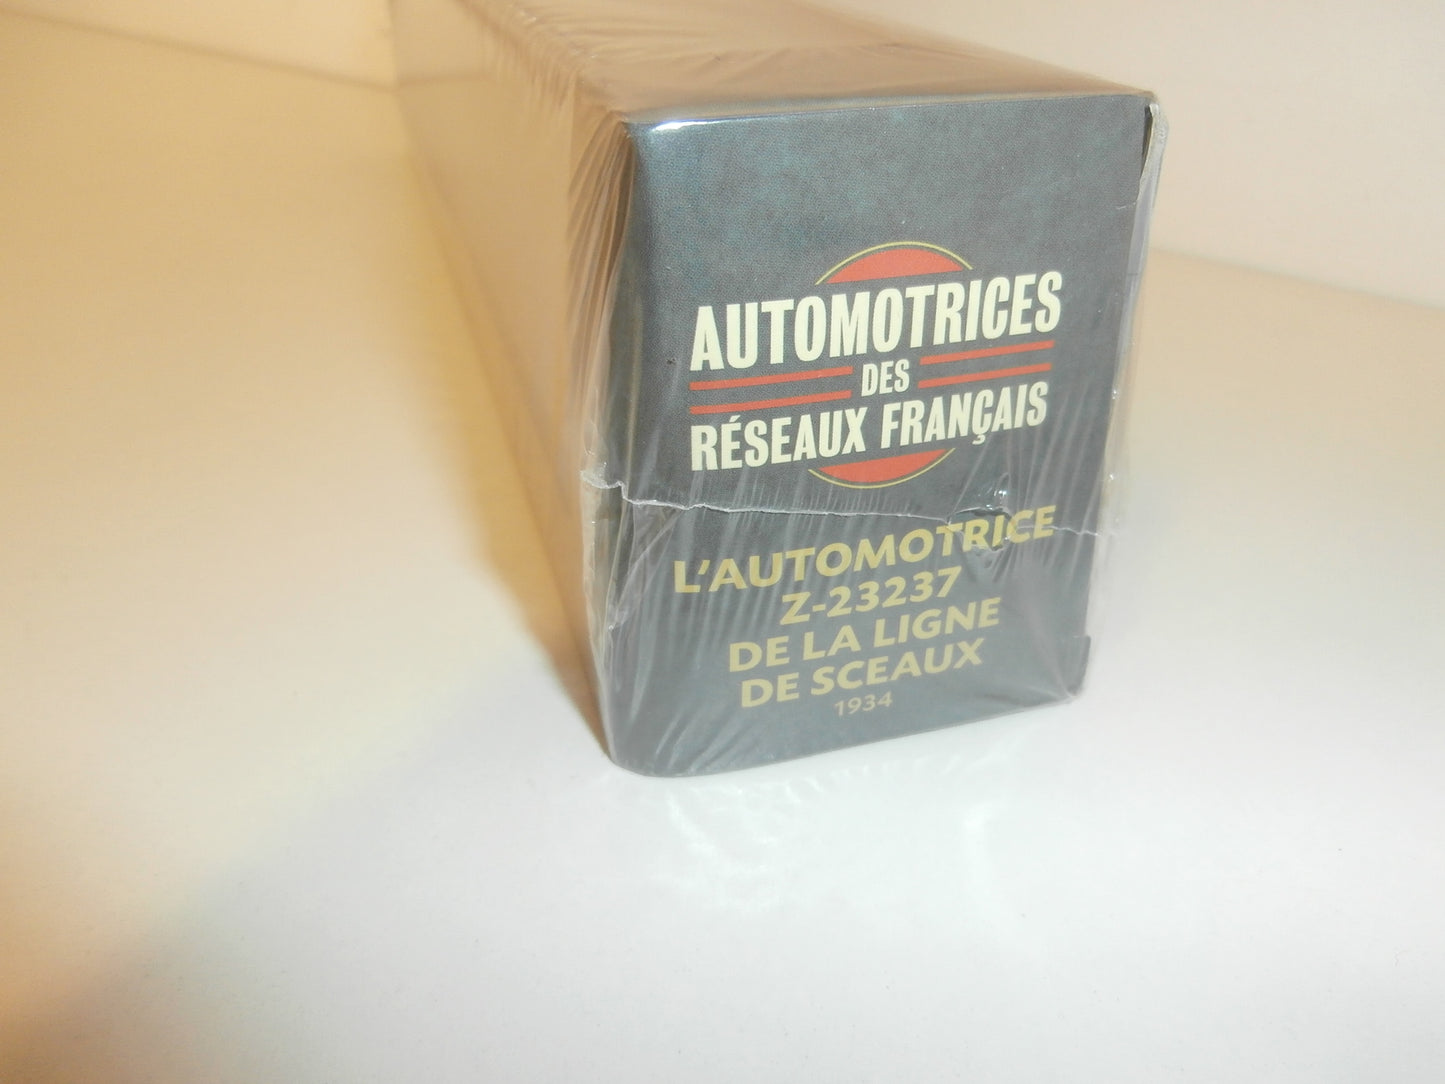 AUTOMOTRICES
DES
RÉSEAUX FRANÇAIS
L'AUTOMOTRICE
Z-23237
DE LA LIGNE
DE SCEAUX
1934